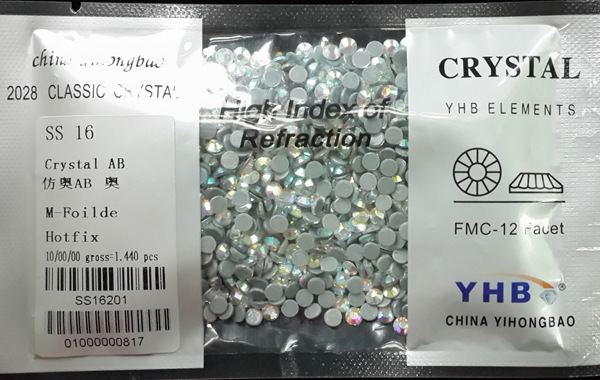 china yihongbao
2028 CLASSIC CRYSTAL
SS 16
Crystal AB
仿奥AB 奥
M-Foilde
Hotfix
10/00/00 gross=1.440 pcs
SS16201
01000000817
High Index of
Refraction
CRYSTAL
YHB ELEMENTS
FMC-12 Facet
YHB
CHINA YIHONGBAO